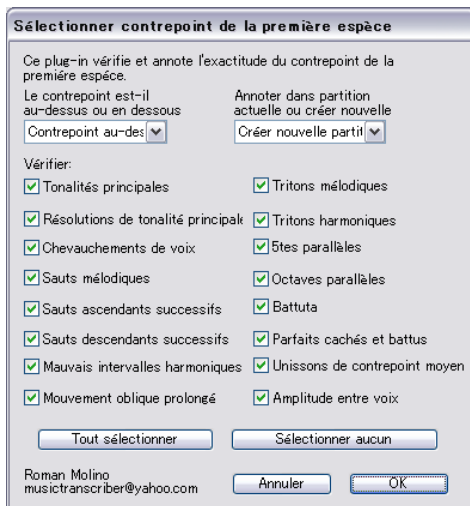 Sélectionner contrepoint de la première espèce
Ce plug-in vérifie et annote l'exactitude du contrepoint de la
premiére espéce.
Le contrepoint est-il
au-dessus ou en dessous
Annoter dans partition
actuelle ou créer nouvelle
Contrepoint au-des
Créer nouvelle partit
Vérifier:
Tonalités principales
Tritons mélodiques
Résolutions de tonalité principale
Tritons harmoniques
Chevauchements de voix
5tes parallèles
Sauts mélodiques
Octaves parallèles
Sauts ascendants successifs
Battuta
Sauts descendants successifs
Parfaits cachés et battus
Mauvais intervalles harmoniques
Unissons de contrepoint moyen
Mouvement oblique prolongé
Amplitude entre voix
Tout sélectionner
Sélectionner aucun
Roman Molino
musictranscriber@yahoo.com
Annuler
OK